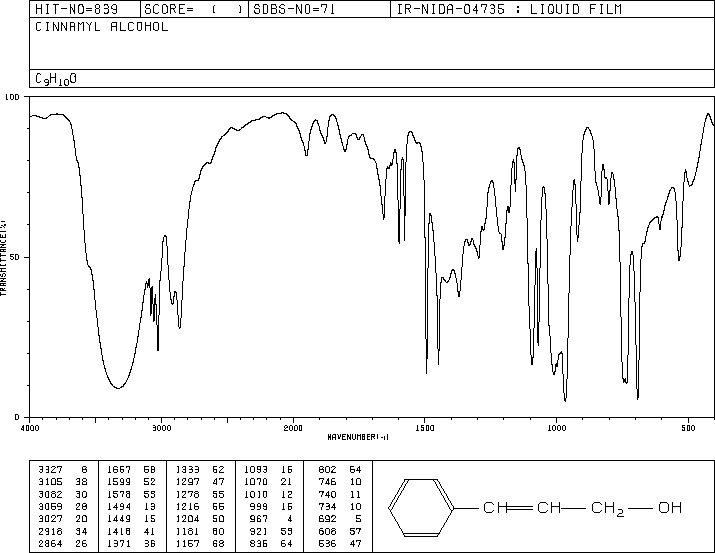 HIT-NO=839 SCORE= ( ) SDBS-NO=71 IR-NIDA-04735 : LIQUID FILM
CINNAMYL ALCOHOL
C9H10O
100
TRANSMITTANCE(%)
50
0
4000 3000 2000 1500 1000 500
WAVENUMBER(-1)
3327 8 1667 58 1333 52 1093 16 802 64
3105 38 1599 52 1297 47 1070 21 746 10
3082 30 1578 55 1278 55 1010 12 740 11
3059 28 1494 13 1216 55 999 16 734 10
3027 20 1449 15 1204 50 967 4 692 5
2918 34 1418 41 1181 60 921 53 608 57
2864 26 1371 36 1157 68 836 64 536 47
CH CH CH2 OH